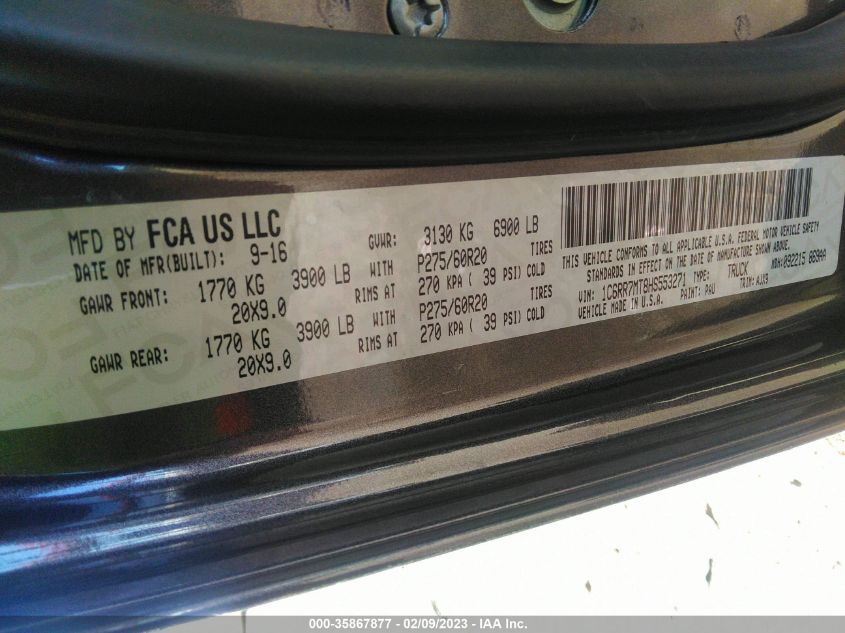 MFD BY FCA US LLC
DATE OF MFR(BUILT): 9-16 GVWR: 3130 KG 6900 LB
GAWR FRONT: 1770 KG 3900 LB WITH P275/60R20 TIRES
20X9.0 RIMS AT 270 KPA ( 39 PSI) COLD
GAWR REAR: 1770 KG 3900 LB WITH P275/60R20 TIRES
20X9.0 RIMS AT 270 KPA ( 39 PSI) COLD
THIS VEHICLE CONFORMS TO ALL APPLICABLE U.S.A. FEDERAL MOTOR VEHICLE SAFETY
STANDARDS IN EFFECT ON THE DATE OF MANUFACTURE SHOWN ABOVE.
VIN: 1C6RR7MT8HS553271 TYPE: TRUCK MDH:092215
VEHICLE MADE IN U.S.A. PAINT: PAU TRIM:
000-35867877 - 02/09/2023 - IAA Inc.